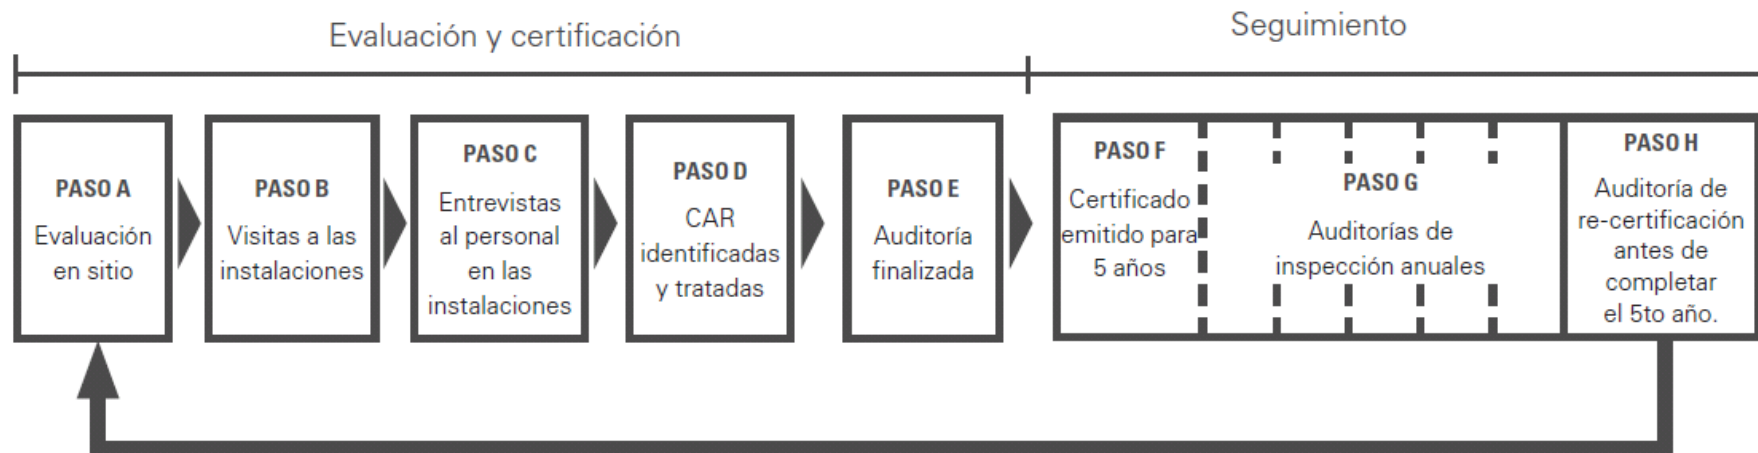 Evaluación y certificación
Seguimiento
PASO A
Evaluación
en sitio
PASO B
Visitas a las
instalaciones
PASO C
Entrevistas
al personal
en las
instalaciones
PASO D
CAR
identificadas
y tratadas
PASO E
Auditoría
finalizada
PASO F
Certificado
emitido para
5 años
PASO G
Auditorías de
inspección anuales
PASO H
Auditoría de
re-certificación
antes de
completar
el 5to año.